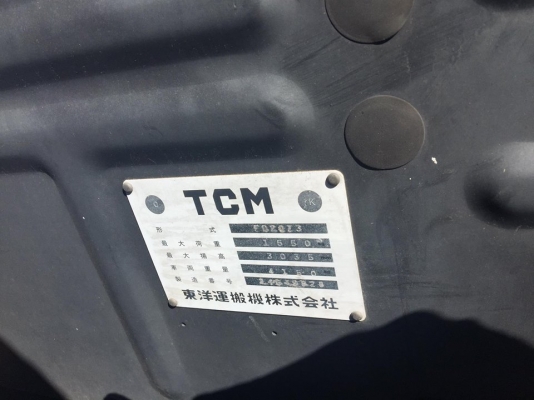 TCM
形 式 FD20Z3
最大荷重 1550
最大揚高 3035
車両重量 4150
製造番号
東洋運搬機株式会社